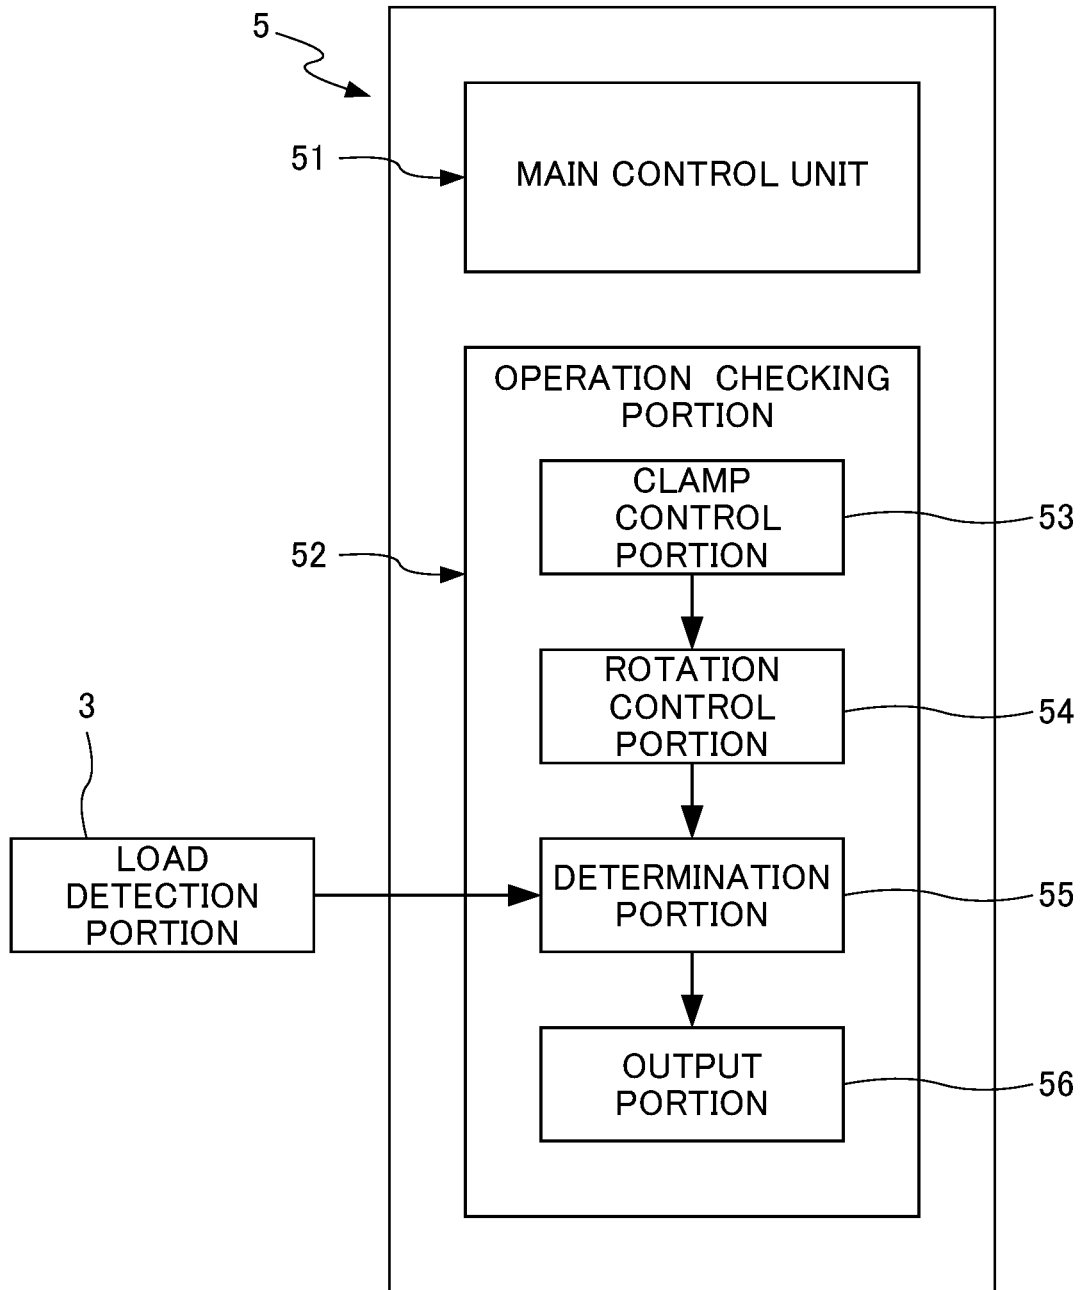 5
51
MAIN CONTROL UNIT
OPERATION CHECKING
PORTION
CLAMP
CONTROL
PORTION
53
52
ROTATION
CONTROL
PORTION
54
3
LOAD
DETECTION
PORTION
DETERMINATION
PORTION
55
OUTPUT
PORTION
56